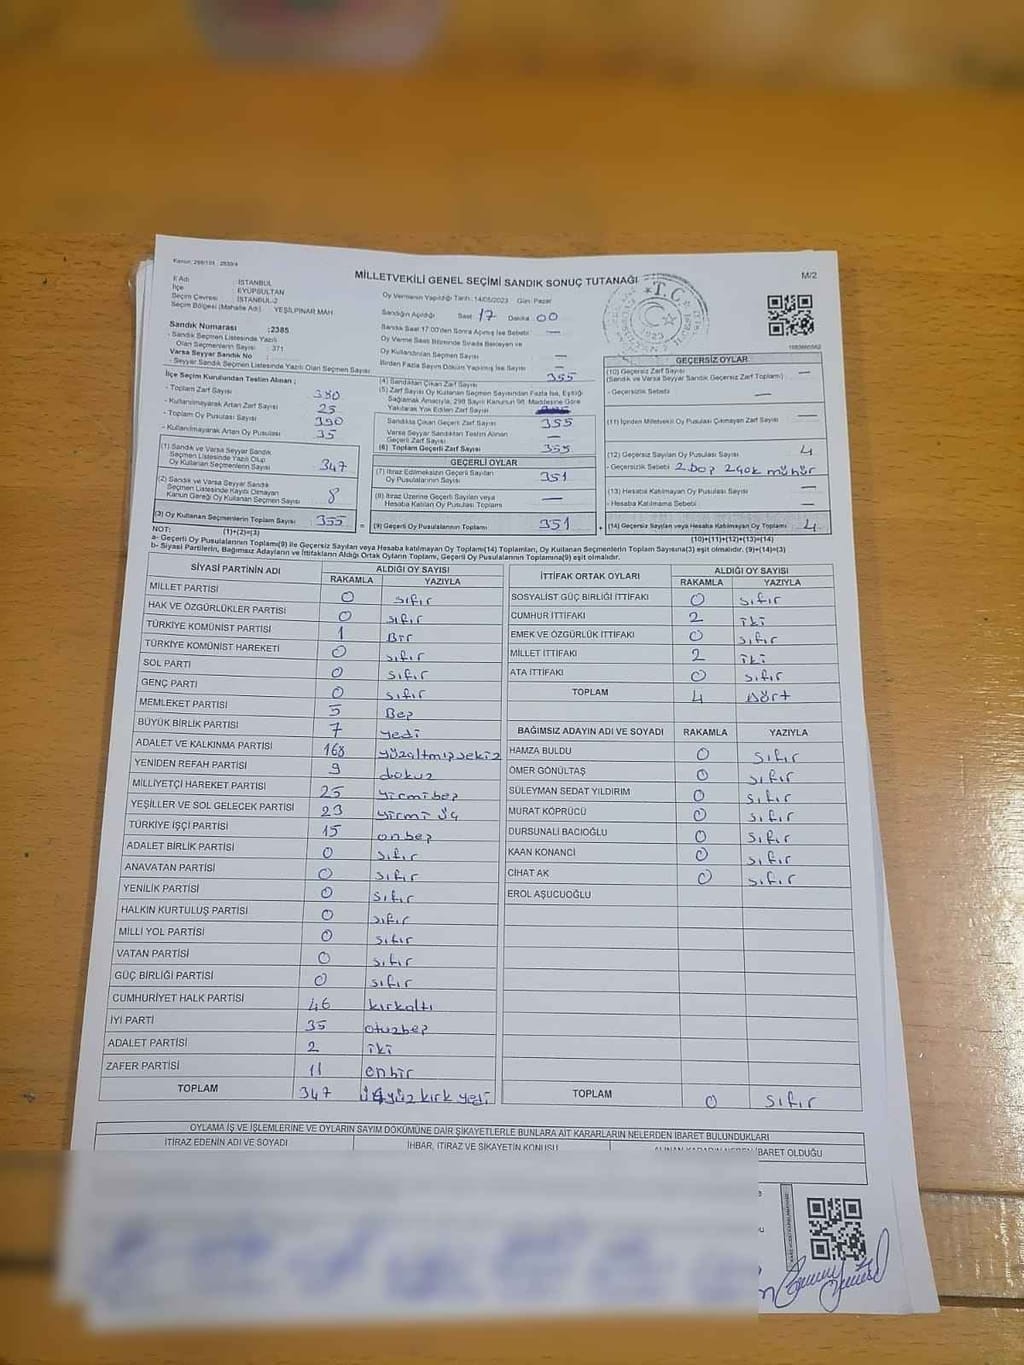 Kanun: 298/105 - 2839/4
MİLLETVEKİLİ GENEL SEÇİMİ SANDIK SONUÇ TUTANAĞI
M/2
İl Adı : İSTANBUL
İlçe : EYÜPSULTAN
Seçim Çevresi : İSTANBUL-2
Seçim Bölgesi (Mahalle Adı) YEŞİLPINAR MAH.
Sandık Numarası :2385
- Sandık Seçmen Listesinde Yazılı
Olan Seçmenlerin Sayısı : 371
Varsa Seyyar Sandık No :
- Seyyar Sandık Seçmen Listesinde Yazılı Olan Seçmen Sayısı
Oy Vermenin Yapıldığı Tarih : 14/05/2023 Gün: Pazar
Sandığın Açıldığı Saat 17 Dakika 00
Sandık Saat 17:00'den Sonra Açılmış İse Sebebi —
Oy Verme Saati Bitiminde Sırada Bekleyen ve
Oy Kullandırılan Seçmen Sayısı —
Birden Fazla Sayım Döküm Yapılmış İse Sayısı —
T.C.
İlçe Seçim Kurulundan Teslim Alınan ;
- Toplam Zarf Sayısı 380
- Kullanılmayarak Artan Zarf Sayısı 25
- Toplam Oy Pusulası Sayısı 390
- Kullanılmayarak Artan Oy Pusulası 35
(1) Sandık ve Varsa Seyyar Sandık
Seçmen Listesinde Yazılı Olup
Oy Kullanan Seçmenlerin Sayısı 347
(2) Sandık ve Varsa Seyyar Sandık
Seçmen Listesinde Kayıtlı Olmayan
Kanun Gereği Oy Kullanan Seçmen Sayısı 8
(3) Oy Kullanan Seçmenlerin Toplam Sayısı 355
(1)+(2)=(3)
(4) Sandıktan Çıkan Zarf Sayısı 355
(5) Zarf Sayısı Oy Kullanan Seçmen Sayısından Fazla İse, Eşitliği
Sağlamak Amacıyla, 298 Sayılı Kanunun 98. Maddesine Göre
Yakılarak Yok Edilen Zarf Sayısı
Sandıkta Çıkan Geçerli Zarf Sayısı 355
Varsa Seyyar Sandıktan Teslim Alınan
Geçerli Zarf Sayısı —
(6) Toplam Geçerli Zarf Sayısı 355
GEÇERLİ OYLAR
(7) İtiraz Edilmeksizin Geçerli Sayılan
Oy Pusulalarının Sayısı 351
(8) İtiraz Üzerine Geçerli Sayılan veya
Hesaba Katılan Oy Pusulası Toplamı —
= (9) Geçerli Oy Pusulalarının Toplamı 351 +
GEÇERSİZ OYLAR
(10) Geçersiz Zarf Sayısı —
(Sandık ve Varsa Seyyar Sandık Geçersiz Zarf Toplamı)
- Geçersizlik Sebebi —
(11) İçinden Milletvekili Oy Pusulası Çıkmayan Zarf Sayısı —
(12) Geçersiz Sayılan Oy Pusulası Sayısı 4
- Geçersizlik Sebebi
(13) Hesaba Katılmayan Oy Pusulası Sayısı —
- Hesaba Katılmama Sebebi —
(14) Geçersiz Sayılan veya Hesaba Katılmayan Oy Toplamı 4
(10)+(11)+(12)+(13)=(14)
NOT:
a- Geçerli Oy Pusulalarının Toplamı(9) ile Geçersiz Sayılan veya Hesaba katılmayan Oy Toplamı(14) Toplamları, Oy Kullanan Seçmenlerin Toplam Sayısına(3) eşit olmalıdır. (9)+(14)=(3)
b- Siyasi Partilerin, Bağımsız Adayların ve İttifakların Aldığı Ortak Oyların Toplamı, Geçerli Oy Pusulalarının Toplamına(9) eşit olmalıdır.
SİYASİ PARTİNİN ADI ALDIĞI OY SAYISI
RAKAMLA YAZIYLA
MİLLET PARTİSİ 0 sıfır
HAK VE ÖZGÜRLÜKLER PARTİSİ 0 sıfır
TÜRKİYE KOMÜNİST PARTİSİ 1 Bir
TÜRKİYE KOMÜNİST HAREKETİ 0 sıfır
SOL PARTİ 0 sıfır
GENÇ PARTİ 0 sıfır
MEMLEKET PARTİSİ 5 Beş
BÜYÜK BİRLİK PARTİSİ 7 yedi
ADALET VE KALKINMA PARTİSİ 168 yüzaltmışsekiz
YENİDEN REFAH PARTİSİ 9 dokuz
MİLLİYETÇİ HAREKET PARTİSİ 25 yirmibeş
YEŞİLLER VE SOL GELECEK PARTİSİ 23 yirmi üç
TÜRKİYE İŞÇİ PARTİSİ 15 onbeş
ADALET BİRLİK PARTİSİ 0 sıfır
ANAVATAN PARTİSİ 0 sıfır
YENİLİK PARTİSİ 0 sıfır
HALKIN KURTULUŞ PARTİSİ 0 sıfır
MİLLİ YOL PARTİSİ 0 sıfır
VATAN PARTİSİ 0 sıfır
GÜÇ BİRLİĞİ PARTİSİ 0 sıfır
CUMHURİYET HALK PARTİSİ 46 kırkaltı
İYİ PARTİ 35 otuzbeş
ADALET PARTİSİ 2 iki
ZAFER PARTİSİ 11 onbir
TOPLAM 347 üçyüz kırk yedi
İTTİFAK ORTAK OYLARI ALDIĞI OY SAYISI
RAKAMLA YAZIYLA
SOSYALİST GÜÇ BİRLİĞİ İTTİFAKI 0 sıfır
CUMHUR İTTİFAKI 2 iki
EMEK VE ÖZGÜRLÜK İTTİFAKI 0 sıfır
MİLLET İTTİFAKI 2 iki
ATA İTTİFAKI 0 sıfır
TOPLAM 4 Dört
BAĞIMSIZ ADAYIN ADI VE SOYADI RAKAMLA YAZIYLA
HAMZA BULDU 0 sıfır
ÖMER GÖNÜLTAŞ 0 sıfır
SÜLEYMAN SEDAT YILDIRIM 0 sıfır
MURAT KÖPRÜCÜ 0 sıfır
DURSUNALİ BACIOĞLU 0 sıfır
KAAN KONANCİ 0 sıfır
CİHAT AK 0 sıfır
EROL AŞUCUOĞLU
TOPLAM 0 sıfır
OYLAMA İŞ VE İŞLEMLERİNE VE OYLARIN SAYIM DÖKÜMÜNE DAİR ŞİKAYETLERLE BUNLARA AİT KARARLARIN NELERDEN İBARET BULUNDUKLARI
İTİRAZ EDENİN ADI VE SOYADI İHBAR, İTİRAZ VE ŞİKAYETİN KONUSU ALINAN KARARIN NEDEN İBARET OLDUĞU